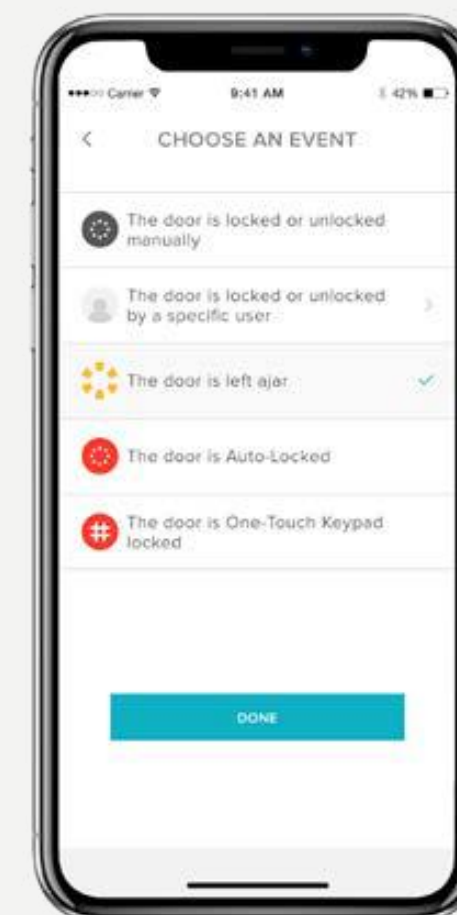 Carrier 9:41 AM 42%
CHOOSE AN EVENT
The door is locked or unlocked
manually
The door is locked or unlocked
by a specific user
The door is left ajar
The door is Auto-Locked
The door is One-Touch Keypad
locked
DONE